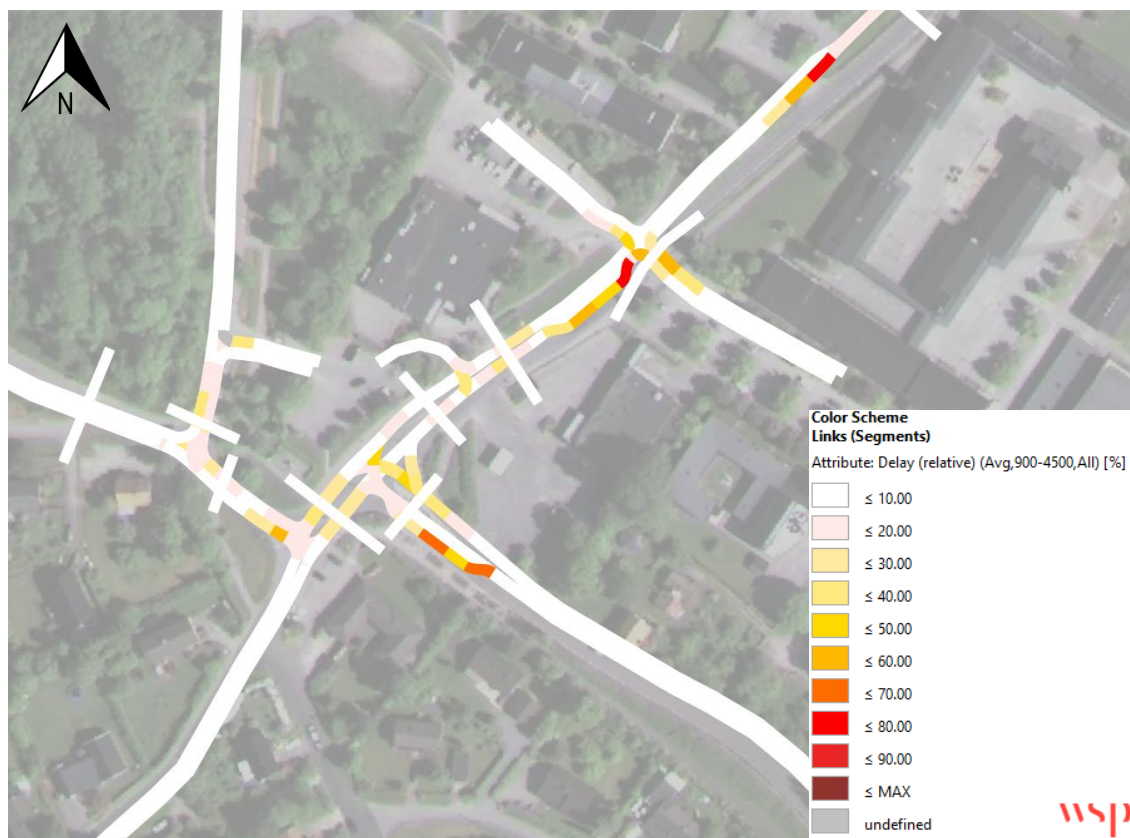 N
Color Scheme
Links (Segments)
Attribute: Delay (relative) (Avg,900-4500,All) [%]
≤ 10.00
≤ 20.00
≤ 30.00
≤ 40.00
≤ 50.00
≤ 60.00
≤ 70.00
≤ 80.00
≤ 90.00
≤ MAX
undefined
wsp